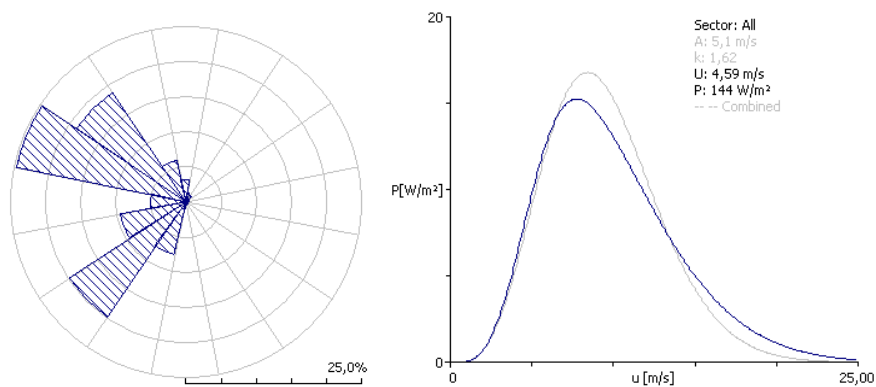 25,0%
20
P[W/m²]
0
0
u [m/s]
25,00
Sector: All
A: 5,1 m/s
k: 1,62
U: 4,59 m/s
P: 144 W/m²
-- -- Combined